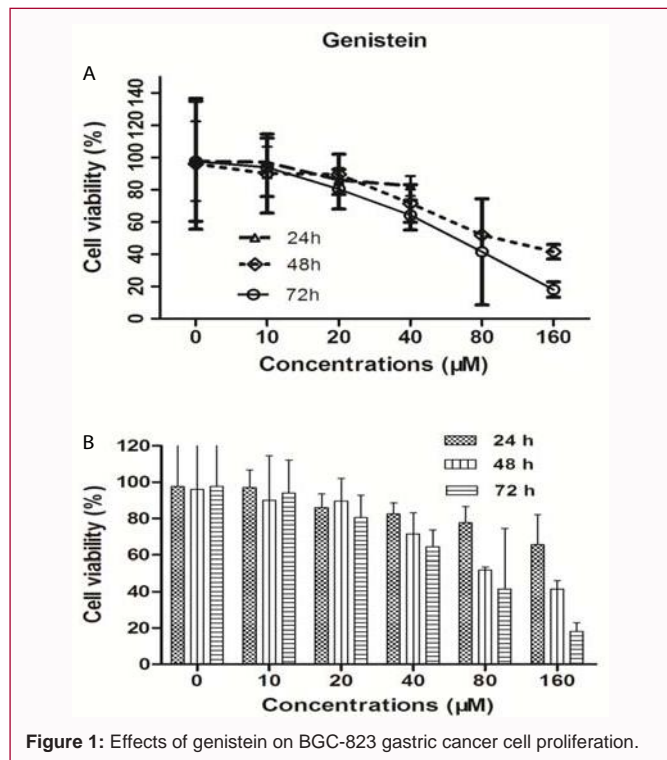 Genistein
A
Cell viability (%)
140
120
100
80
60
40
20
0
24h
48h
72h
0 10 20 40 80 160
Concentrations (µM)
B
Cell viability (%)
120
100
80
60
40
20
0
24 h
48 h
72 h
0 10 20 40 80 160
Concentrations (µM)
Figure 1: Effects of genistein on BGC-823 gastric cancer cell proliferation.